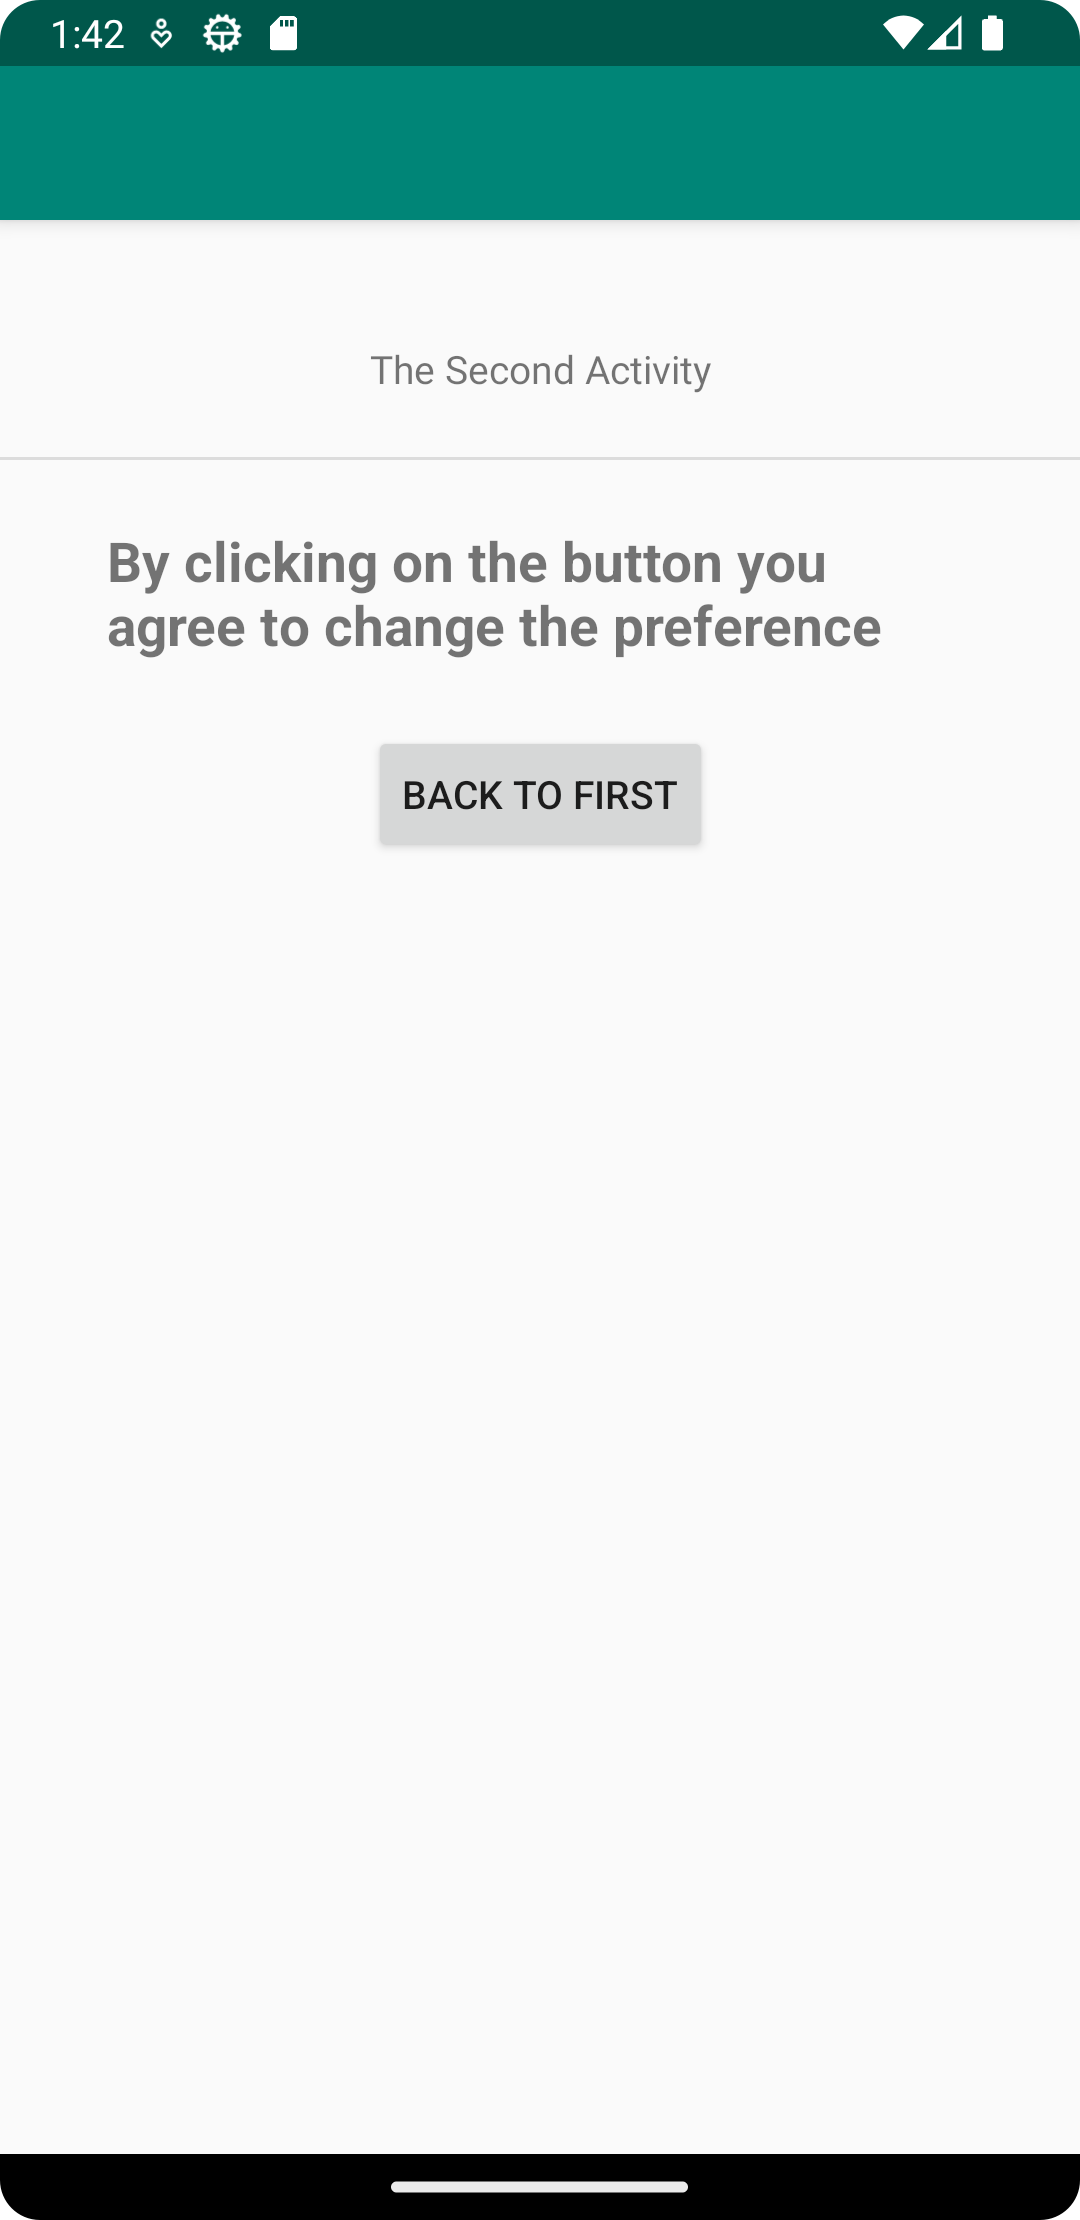 1:42
The Second Activity
By clicking on the button you
agree to change the preference
BACK TO FIRST